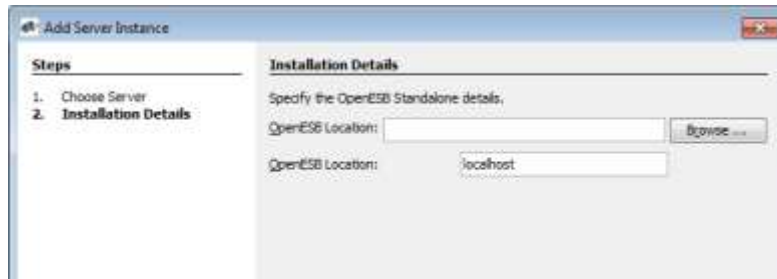 Add Server Instance
Steps
1. Choose Server
2. Installation Details
Installation Details
Specify the OpenESB Standalone details.
OpenESB Location:
Browse ...
OpenESB Location: localhost